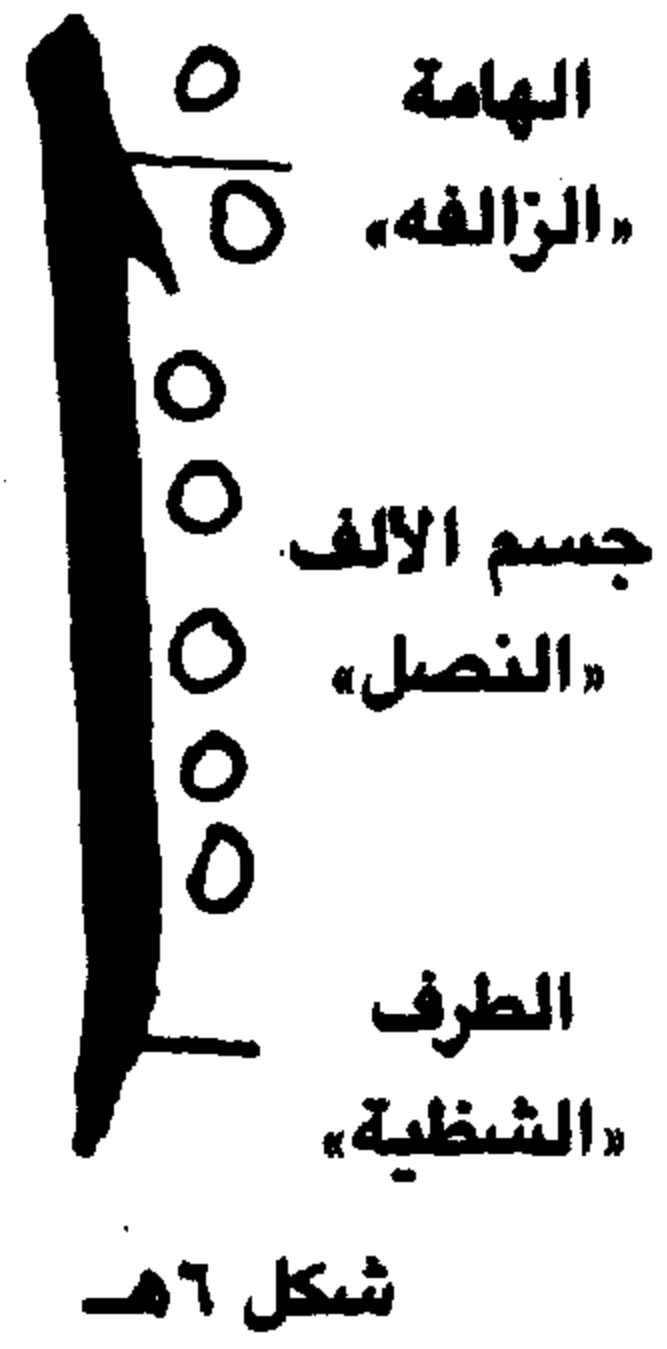 الهامة
«الزالفه»
جسم الألف
«النصل»
الطرف
«الشظية»
شكل ٦هـ